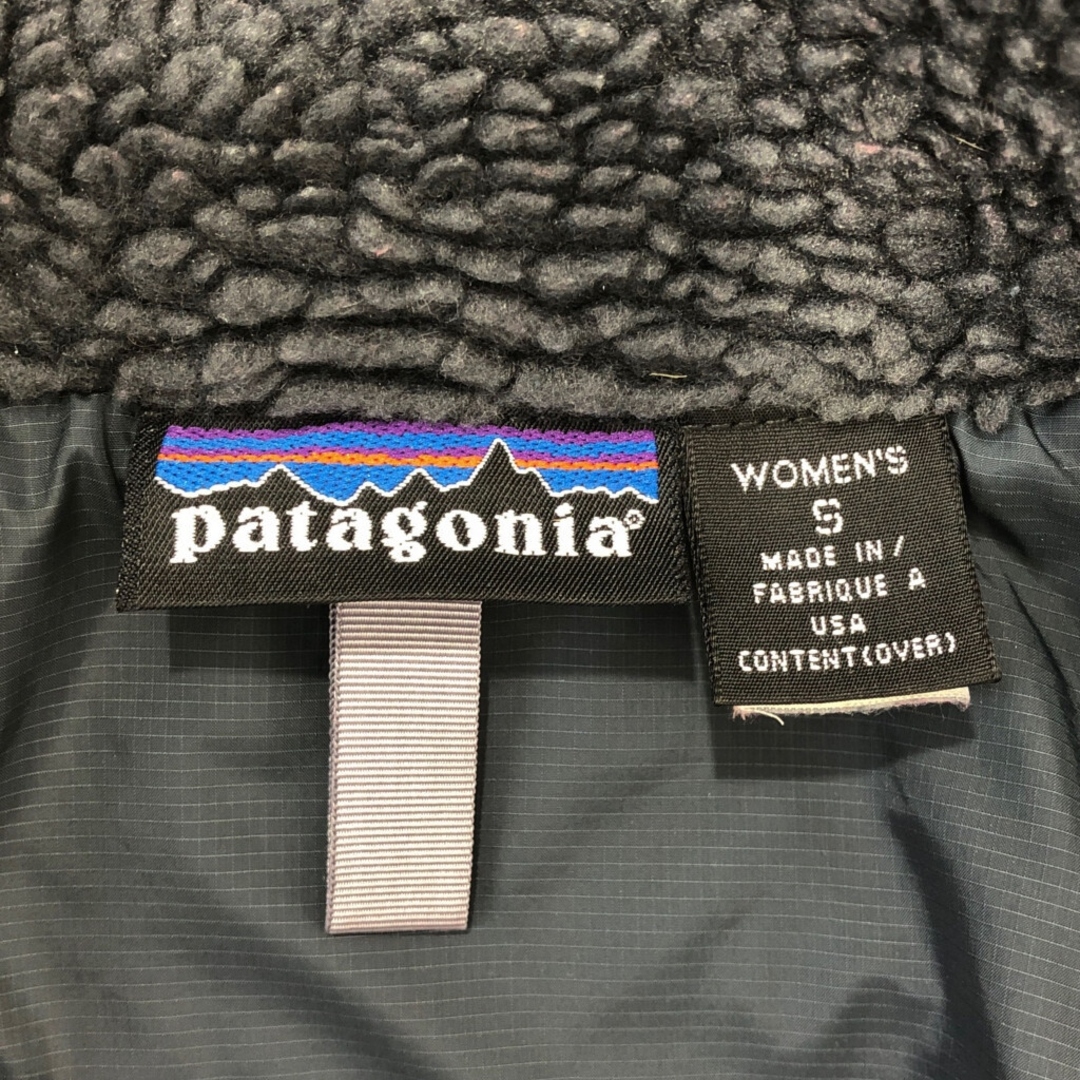 patagonia®
WOMEN'S
S
MADE IN /
FABRIQUE A
USA
CONTENT(OVER)